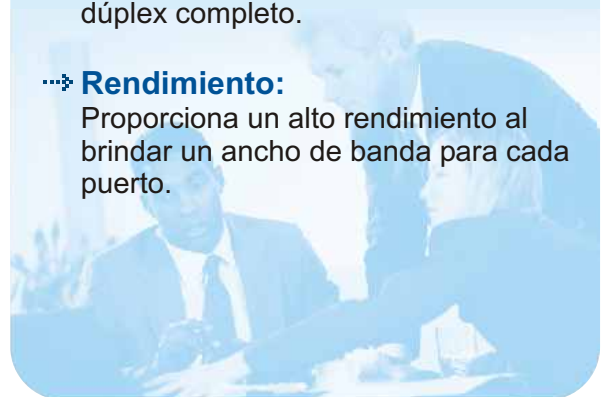 dúplex completo.
Rendimiento:
Proporciona un alto rendimiento al
brindar un ancho de banda para cada
puerto.